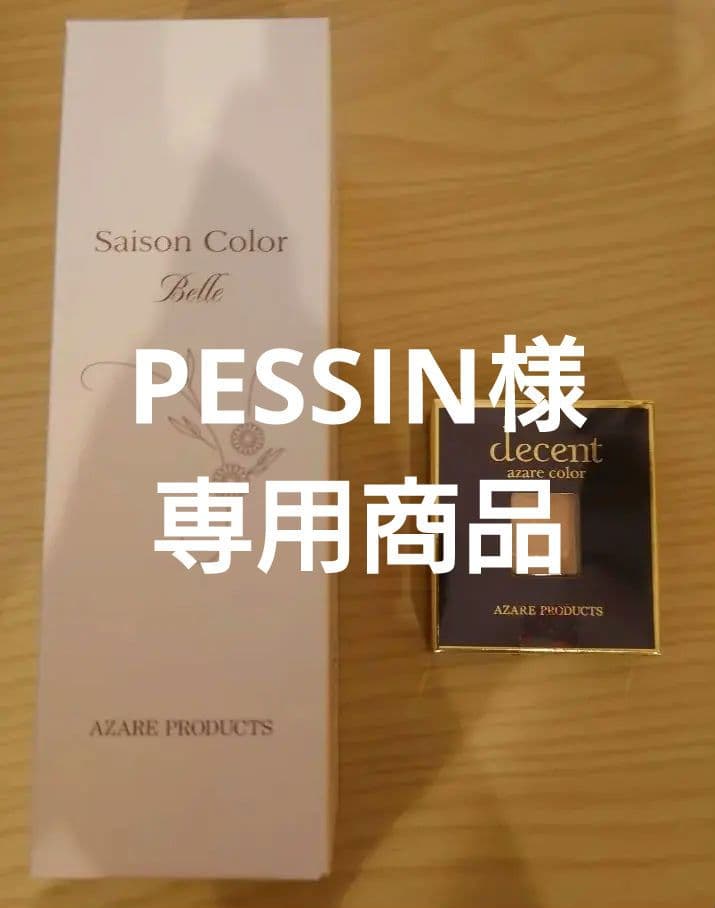 Saison Color
Belle
AZARE PRODUCTS
PESSIN様
専用商品
decent
azare color
AZARE PRODUCTS